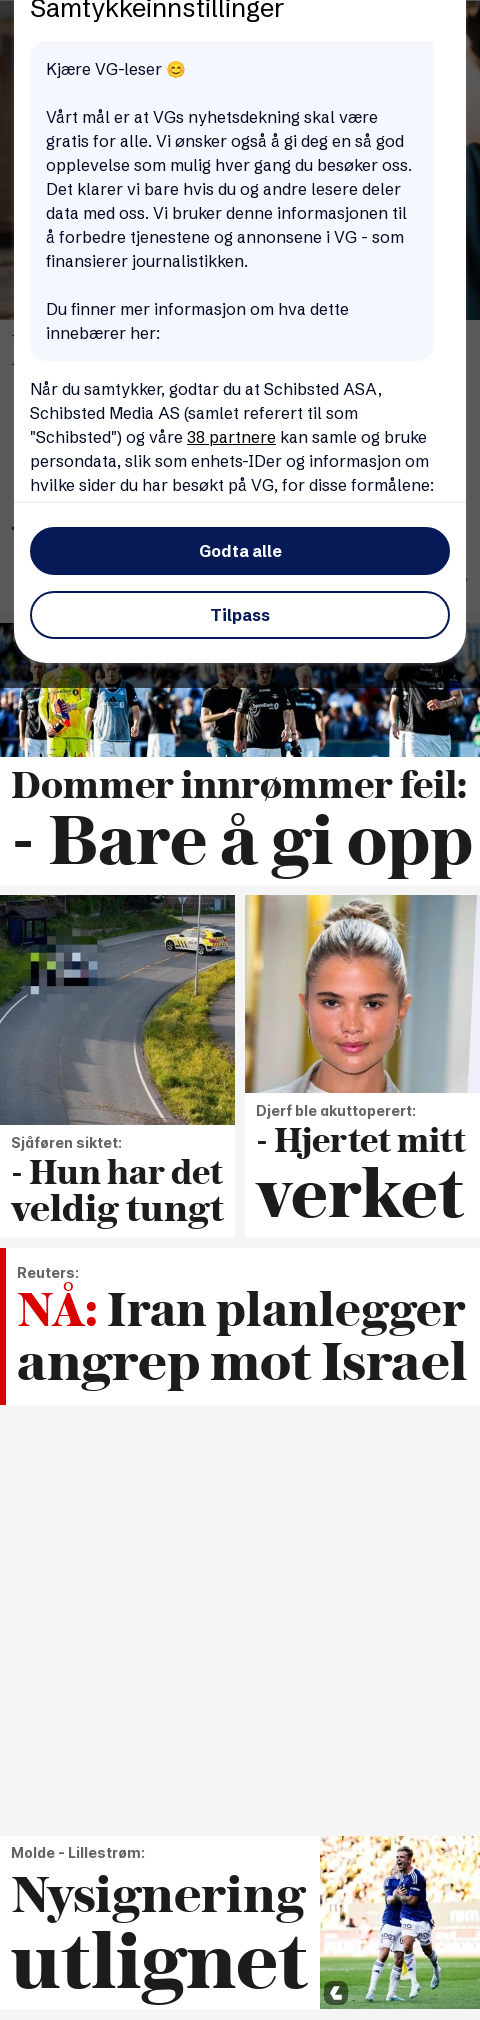 Samtykkeinnstillinger
Kjære VG-leser 😊
Vårt mål er at VGs nyhetsdekning skal være
gratis for alle. Vi ønsker også å gi deg en så god
opplevelse som mulig hver gang du besøker oss.
Det klarer vi bare hvis du og andre lesere deler
data med oss. Vi bruker denne informasjonen til
å forbedre tjenestene og annonsene i VG - som
finansierer journalistikken.
Du finner mer informasjon om hva dette
innebærer her:
Når du samtykker, godtar du at Schibsted ASA,
Schibsted Media AS (samlet referert til som
"Schibsted") og våre 38 partnere kan samle og bruke
persondata, slik som enhets-IDer og informasjon om
hvilke sider du har besøkt på VG, for disse formålene:
Godta alle
Tilpass
Dommer innrømmer feil:
- Bare å gi opp
Sjåføren siktet:
- Hun har det
veldig tungt
Djerf ble akuttoperert:
- Hjertet mitt
verket
Reuters:
NÅ: Iran planlegger
angrep mot Israel
Molde - Lillestrøm:
Nysignering
utlignet